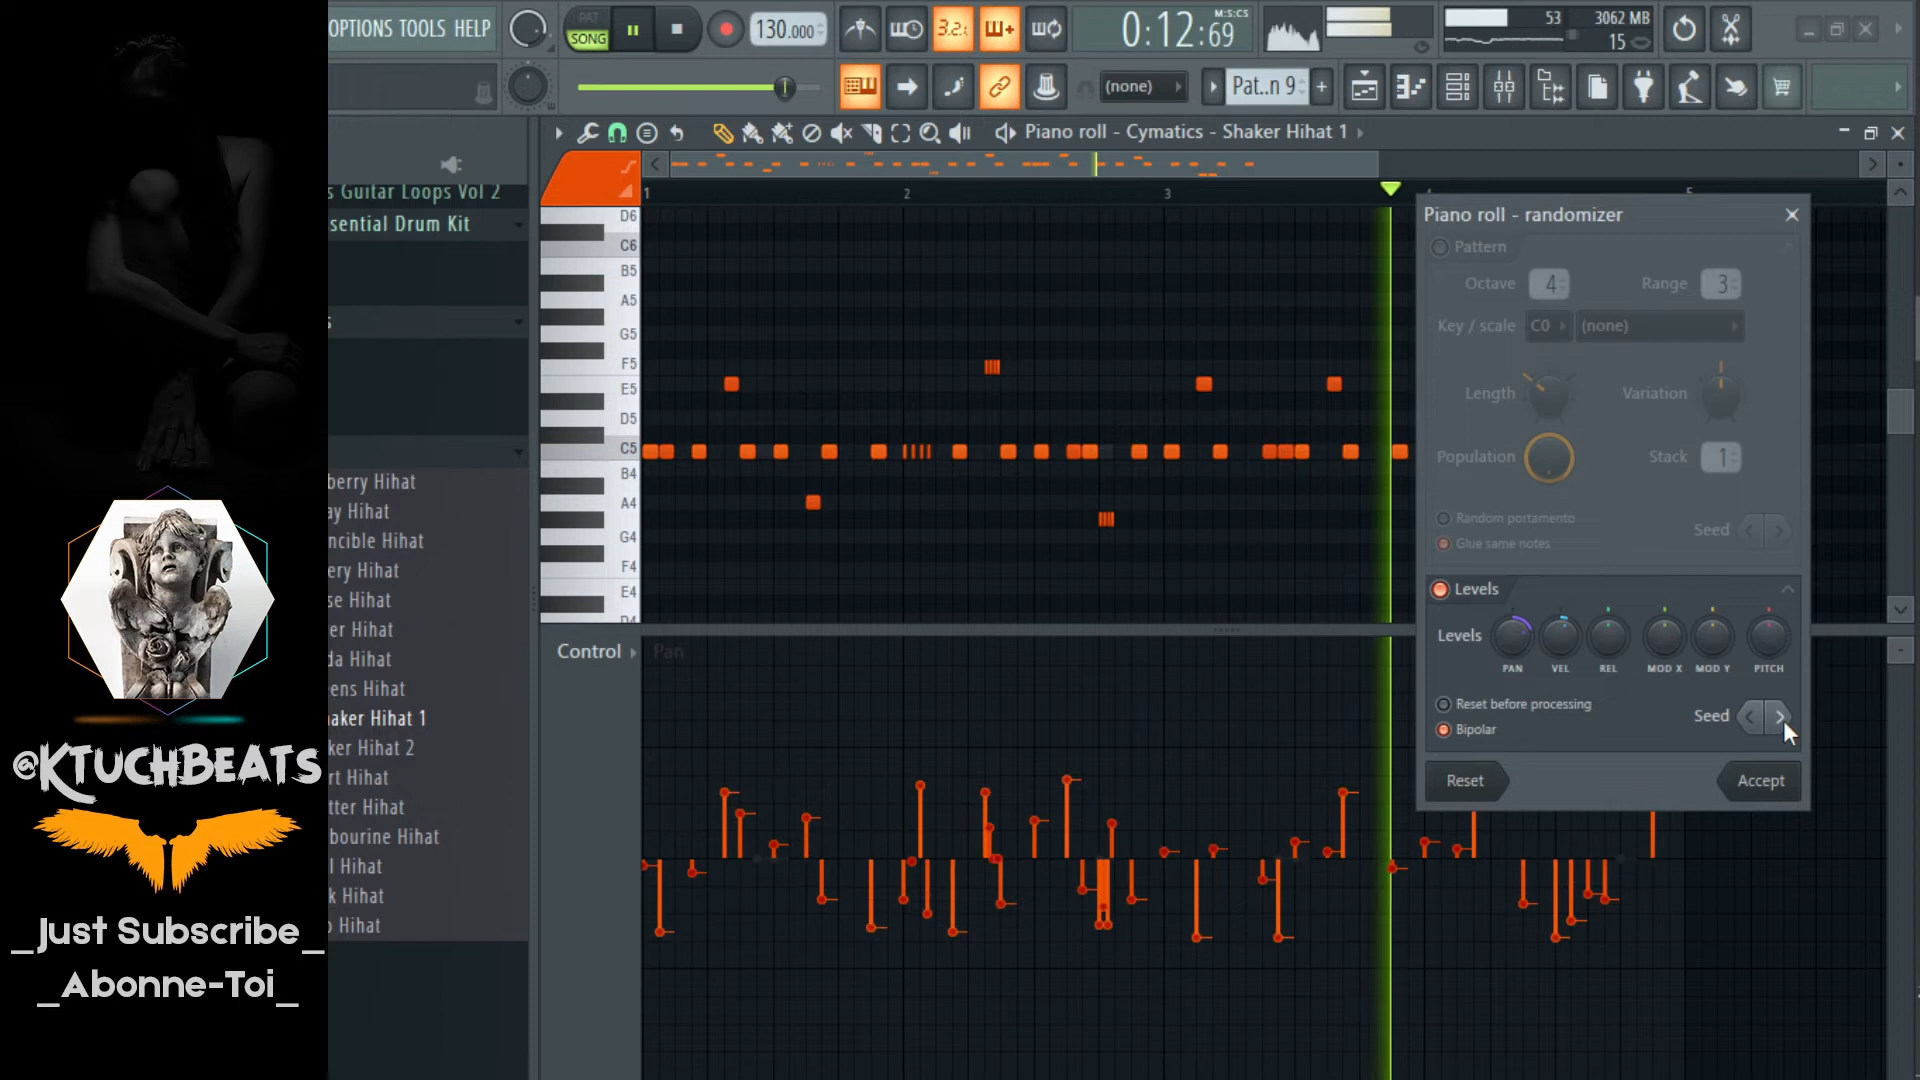 OPTIONS TOOLS HELP
PAT
SONG
130.000
3.2.
0:12:69
M:S:CS
53
3062 MB
15
(none)
Pat..n 9
Piano roll - Cymatics - Shaker Hihat 1
s Guitar Loops Vol 2
sential Drum Kit
s
berry Hihat
ay Hihat
ncible Hihat
ery Hihat
se Hihat
er Hihat
da Hihat
ens Hihat
aker Hihat 1
ker Hihat 2
rt Hihat
tter Hihat
bourine Hihat
l Hihat
k Hihat
o Hihat
1
2
3
4
5
D6
C6
B5
A5
G5
F5
E5
D5
C5
B4
A4
G4
F4
E4
D4
Control
Pan
Piano roll - randomizer
Pattern
Octave
4
Range
3
Key / scale
C0
(none)
Length
Variation
Population
Stack
1
Random portamento
Glue same notes
Seed
Levels
Levels
PAN
VEL
REL
MOD X
MOD Y
PITCH
Reset before processing
Bipolar
Seed
Reset
Accept
@KTUCHBEATS
_Just Subscribe_
_Abonne-Toi_